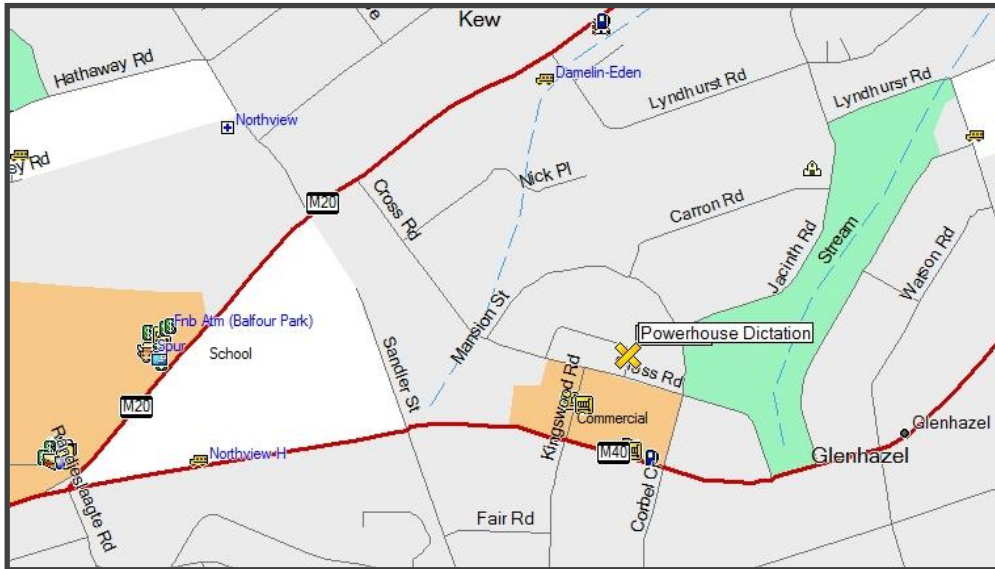 Kew
Hathaway Rd
Damelin-Eden
Lyndhurst Rd
Lyndhursr Rd
Northview
ey Rd
Nick Pl
M20
Cross Rd
Carron Rd
Jacinth Rd
Stream
Watson Rd
Mansion St
Fnb Atm (Balfour Park)
Spur
School
Powerhouse Dictation
Sandler St
oss Rd
Kingswood Rd
M20
Commercial
Glenhazel
Northview H
M40
Glenhazel
Corbel C
Fair Rd